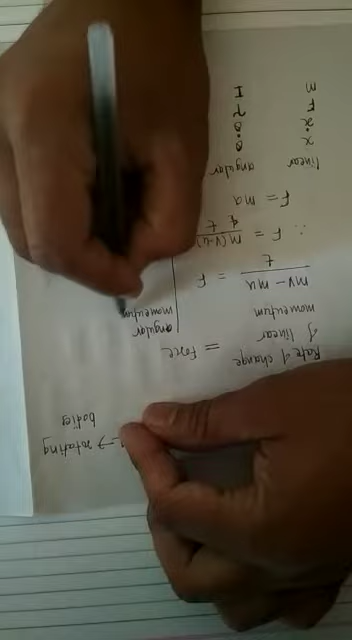 → rotating
bodies
Rate of change = Force
of linear
momentum
angular
momentum
mv - mu = F
t
∴ F = m(v-u)
t
F = ma
linear angular
x θ
ẋ θ̇
F τ
m I